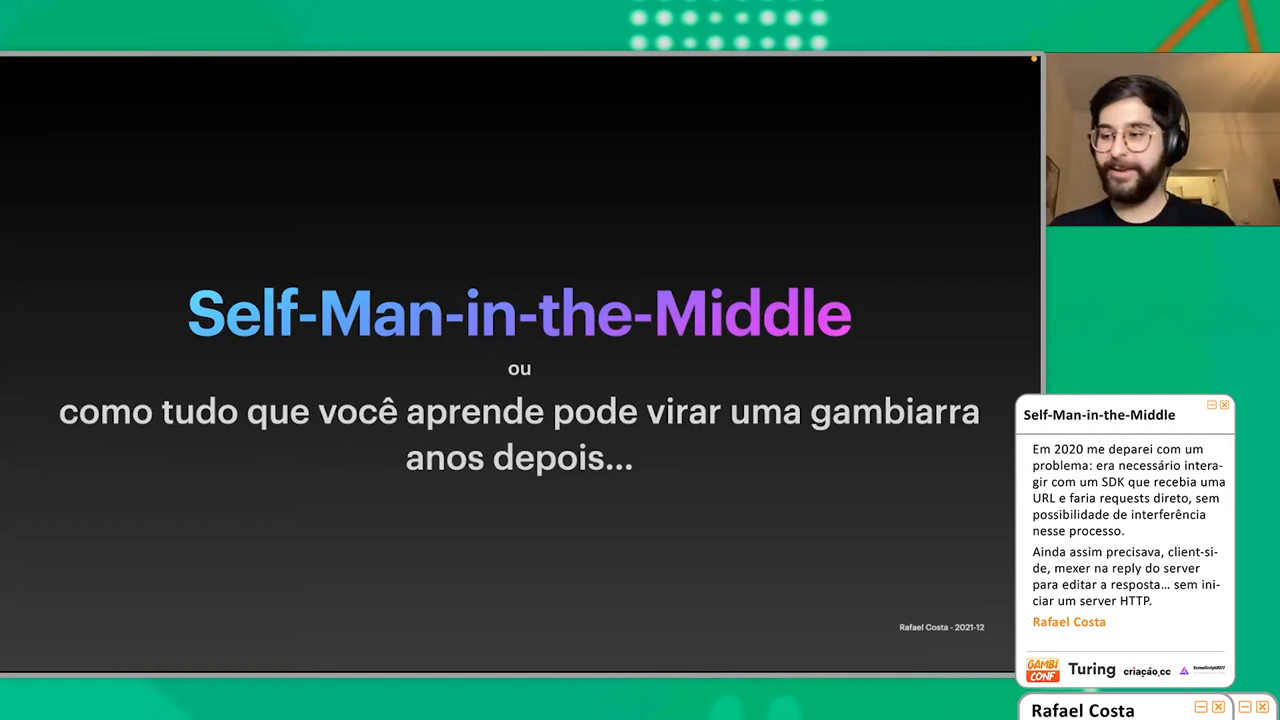 Self-Man-in-the-Middle
ou
como tudo que você aprende pode virar uma gambiarra
anos depois...
Rafael Costa - 2021-12
Self-Man-in-the-Middle
Em 2020 me deparei com um
problema: era necessário intera-
gir com um SDK que recebia uma
URL e faria requests direto, sem
possibilidade de interferência
nesse processo.
Ainda assim precisava, client-si-
de, mexer na reply do server
para editar a resposta... sem ini-
ciar um server HTTP.
Rafael Costa
GAMBI
CONF
Turing
criação.cc
EcmaScript2077
Rafael Costa